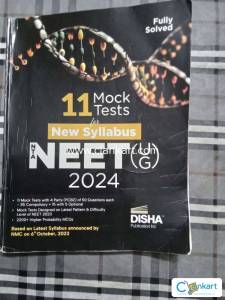 Fully
Solved
11 Mock
Tests
for
New Syllabus
NTA
NEET (UG)
2024
• 11 Mock Tests with 4 Parts (PCBZ) of 50 Questions each
- 35 Compulsory + 15 with 5 Optional
• Mock Tests Designed on Latest Pattern & Difficulty
Level of NEET 2023
• 2200+ Higher Probability MCQs
Based on Latest Syllabus announced by
NMC on 6th October, 2023
DISHA
Publication Inc
www.clankart.com
Clankart